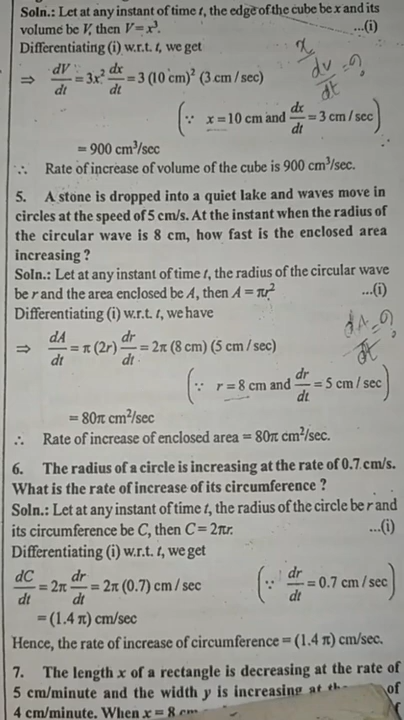 Soln.: Let at any instant of time t, the edge of the cube be x and its
volume be V, then V = x³. ...(i)
Differentiating (i) w.r.t. t, we get
x
⇒ dV/dt = 3x² dx/dt = 3 (10 cm)² (3 cm / sec)
dv/dt = ?
(∵ x = 10 cm and dx/dt = 3 cm / sec)
= 900 cm³/sec
∴ Rate of increase of volume of the cube is 900 cm³/sec.
5. A stone is dropped into a quiet lake and waves move in
circles at the speed of 5 cm/s. At the instant when the radius of
the circular wave is 8 cm, how fast is the enclosed area
increasing ?
Soln.: Let at any instant of time t, the radius of the circular wave
be r and the area enclosed be A, then A = πr² ...(i)
Differentiating (i) w.r.t. t, we have
dA/dt = ?
⇒ dA/dt = π (2r) dr/dt = 2π (8 cm) (5 cm / sec)
(∵ r = 8 cm and dr/dt = 5 cm / sec)
= 80π cm²/sec
∴ Rate of increase of enclosed area = 80π cm²/sec.
6. The radius of a circle is increasing at the rate of 0.7 cm/s.
What is the rate of increase of its circumference ?
Soln.: Let at any instant of time t, the radius of the circle be r and
its circumference be C, then C = 2πr. ...(i)
Differentiating (i) w.r.t. t, we get
dC/dt = 2π dr/dt = 2π (0.7) cm / sec (∵ dr/dt = 0.7 cm / sec)
= (1.4 π) cm/sec
Hence, the rate of increase of circumference = (1.4 π) cm/sec.
7. The length x of a rectangle is decreasing at the rate of
5 cm/minute and the width y is increasing at of
4 cm/minute. When x = 8 cm